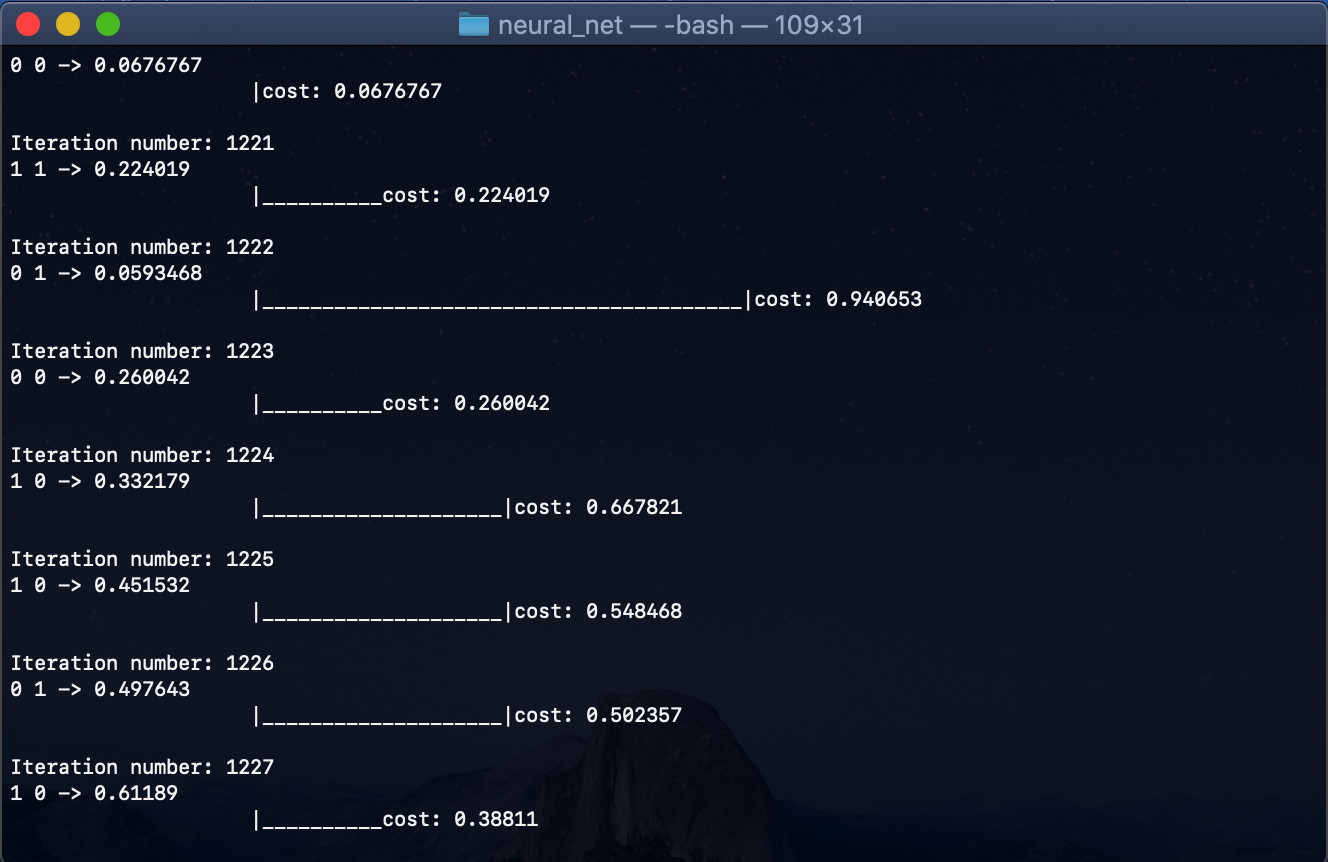 neural_net — -bash — 109×31
0 0 -> 0.0676767
|cost: 0.0676767
Iteration number: 1221
1 1 -> 0.224019
|__________cost: 0.224019
Iteration number: 1222
0 1 -> 0.0593468
|________________________________________|cost: 0.940653
Iteration number: 1223
0 0 -> 0.260042
|__________cost: 0.260042
Iteration number: 1224
1 0 -> 0.332179
|____________________|cost: 0.667821
Iteration number: 1225
1 0 -> 0.451532
|____________________|cost: 0.548468
Iteration number: 1226
0 1 -> 0.497643
|____________________|cost: 0.502357
Iteration number: 1227
1 0 -> 0.61189
|__________cost: 0.38811